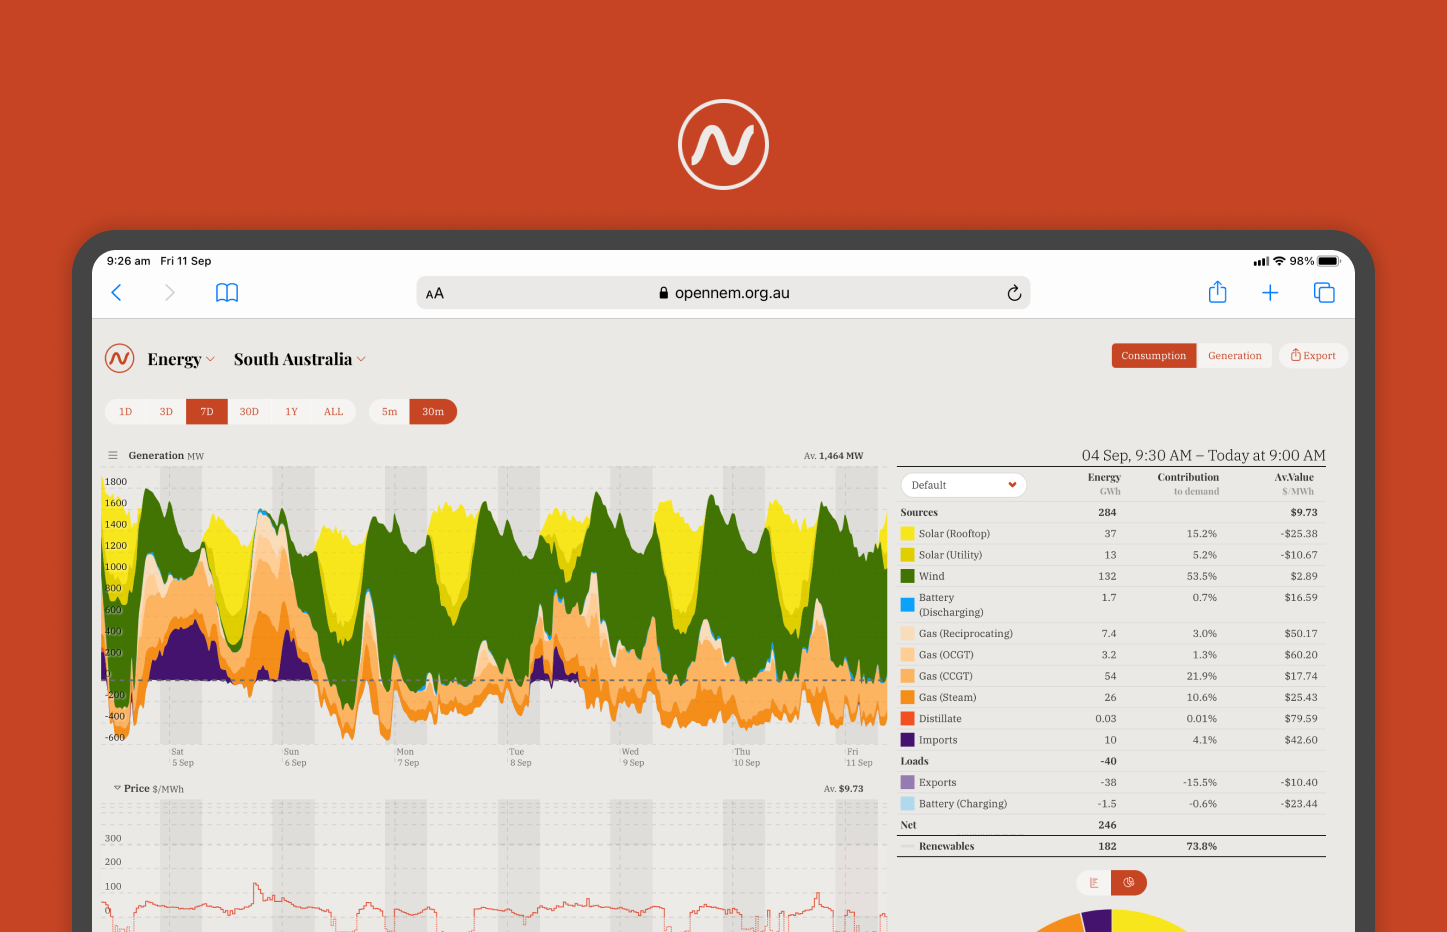 9:26 am Fri 11 Sep
98%
AA
opennem.org.au
Energy South Australia
Consumption Generation Export
1D 3D 7D 30D 1Y ALL 5m 30m
Generation MW
Av. 1,464 MW
1800
1600
1400
1200
1000
800
600
400
200
0
-200
-400
-600
Sat
5 Sep
Sun
6 Sep
Mon
7 Sep
Tue
8 Sep
Wed
9 Sep
Thu
10 Sep
Fri
11 Sep
Price $/MWh
Av. $9.73
300
200
100
0
04 Sep, 9:30 AM – Today at 9:00 AM
Default Energy Contribution Av.Value
GWh to demand $/MWh
Sources 284 $9.73
Solar (Rooftop) 37 15.2% -$25.38
Solar (Utility) 13 5.2% -$10.67
Wind 132 53.5% $2.89
Battery 1.7 0.7% $16.59
(Discharging)
Gas (Reciprocating) 7.4 3.0% $50.17
Gas (OCGT) 3.2 1.3% $60.20
Gas (CCGT) 54 21.9% $17.74
Gas (Steam) 26 10.6% $25.43
Distillate 0.03 0.01% $79.59
Imports 10 4.1% $42.60
Loads -40
Exports -38 -15.5% -$10.40
Battery (Charging) -1.5 -0.6% -$23.44
Net 246
Renewables 182 73.8%